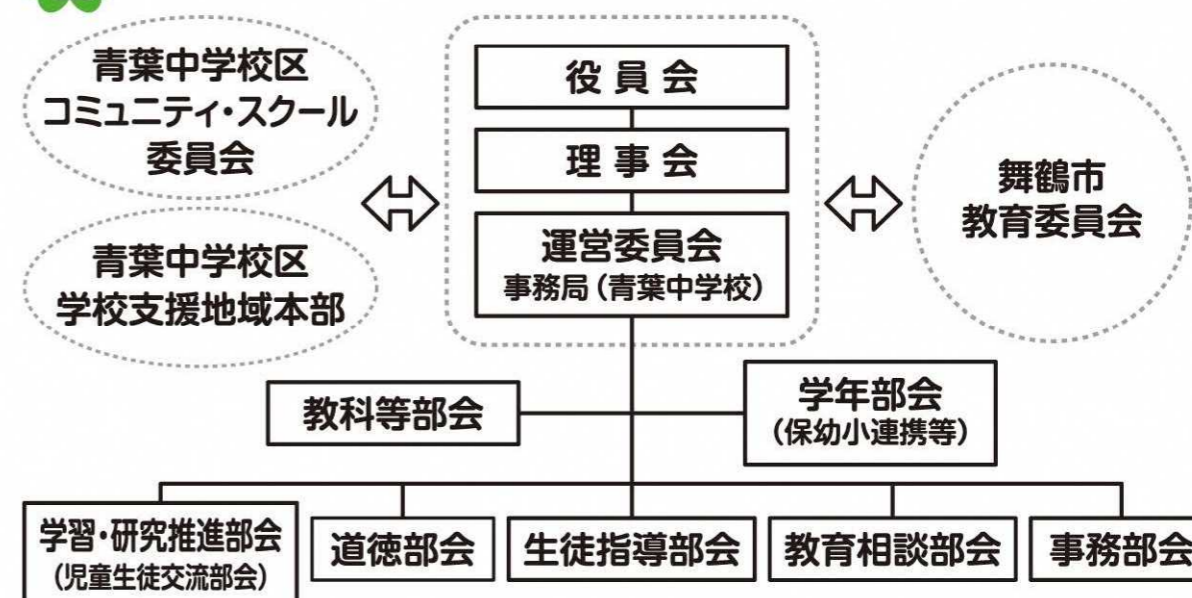 青葉中学校区
コミュニティ・スクール
委員会
青葉中学校区
学校支援地域本部
役員会
理事会
運営委員会
事務局(青葉中学校)
舞鶴市
教育委員会
教科等部会
学年部会
(保幼小連携等)
学習・研究推進部会
(児童生徒交流部会)
道徳部会
生徒指導部会
教育相談部会
事務部会